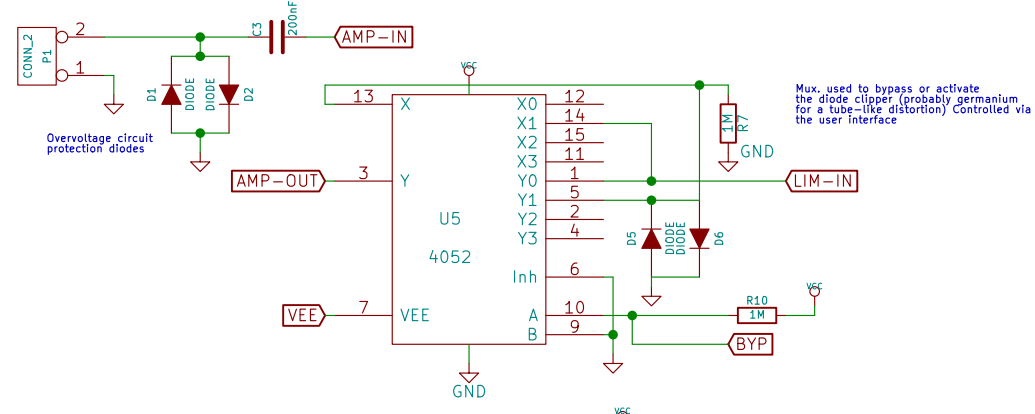 CONN_2
P1
2
1
C3
200nF
AMP-IN
D1
DIODE
DIODE
D2
Overvoltage circuit
protection diodes
VCC
13
X
X0
12
X1
14
X2
15
X3
11
AMP-OUT
3
Y
Y0
1
LIM-IN
Y1
5
Y2
2
Y3
4
U5
4052
Inh
6
VEE
7
VEE
A
10
B
9
GND
1M
R7
GND
Mux. used to bypass or activate
the diode clipper (probably germanium
for a tube-like distortion) Controlled via
the user interface
D5
DIODE
DIODE
D6
R10
1M
VCC
BYP
VCC